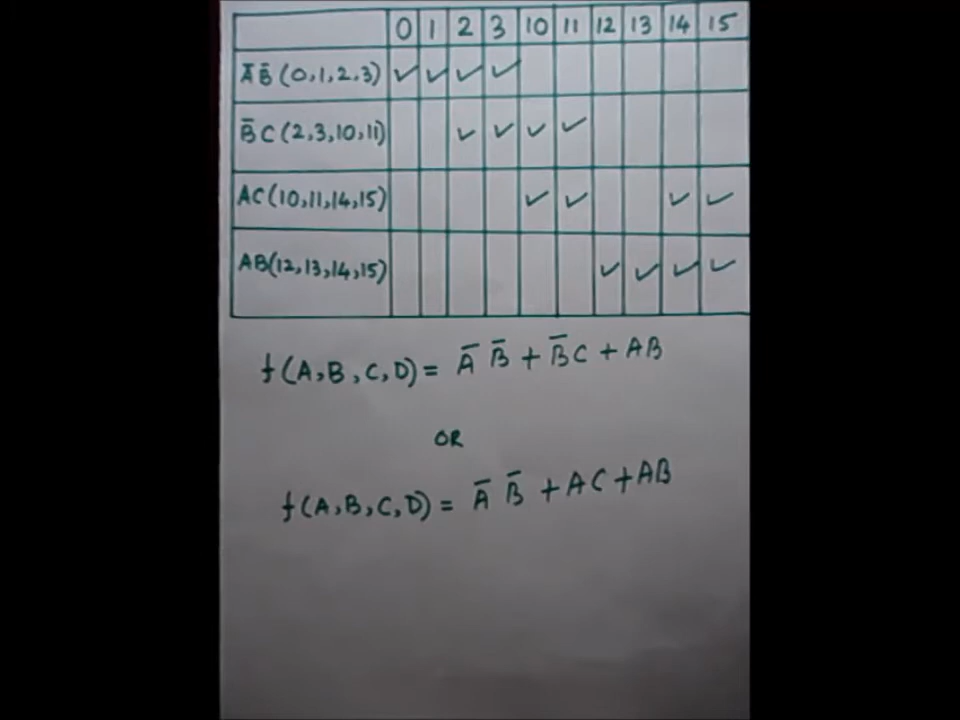 0 1 2 3 10 11 12 13 14 15
A̅ B̅ (0,1,2,3) ✓ ✓ ✓ ✓
B̅ C (2,3,10,11) ✓ ✓ ✓ ✓
AC (10,11,14,15) ✓ ✓ ✓ ✓
AB (12,13,14,15) ✓ ✓ ✓ ✓
f(A,B,C,D) = A̅ B̅ + B̅C + AB
OR
f(A,B,C,D) = A̅ B̅ + AC + AB